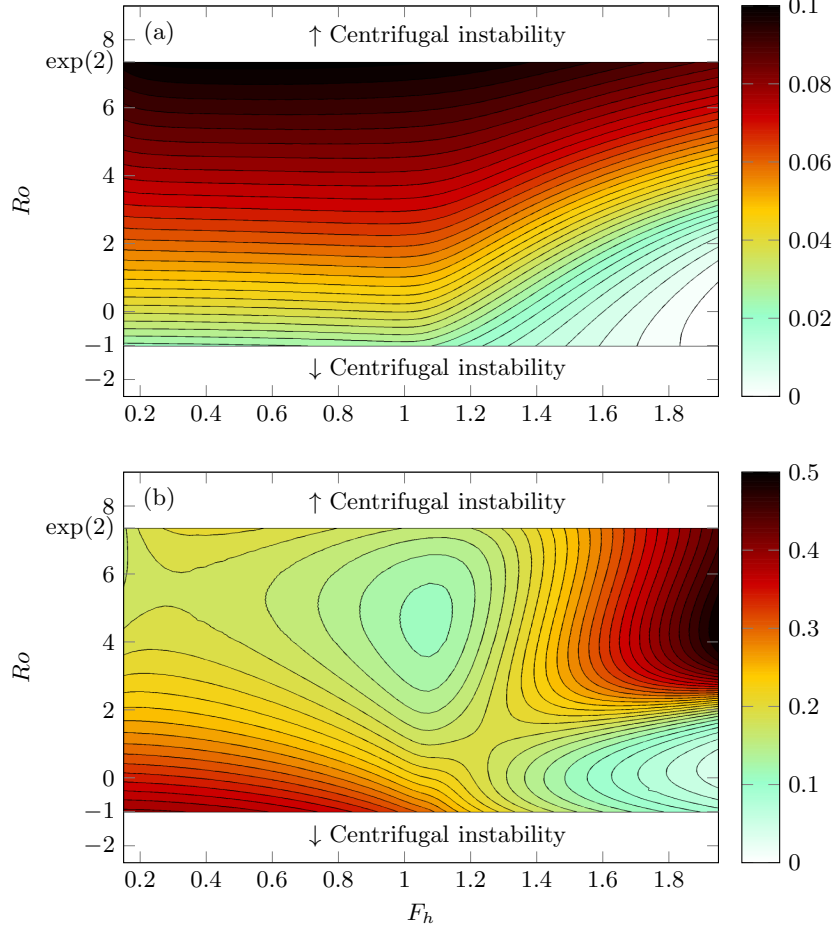 (a)
↑ Centrifugal instability
exp(2)
6
4
2
0
−1
−2
8
Ro
↓ Centrifugal instability
0.2 0.4 0.6 0.8 1 1.2 1.4 1.6 1.8
0.1
0.08
0.06
0.04
0.02
0
(b)
↑ Centrifugal instability
8
exp(2)
6
4
2
0
−1
−2
Ro
↓ Centrifugal instability
0.2 0.4 0.6 0.8 1 1.2 1.4 1.6 1.8
F_h
0.5
0.4
0.3
0.2
0.1
0